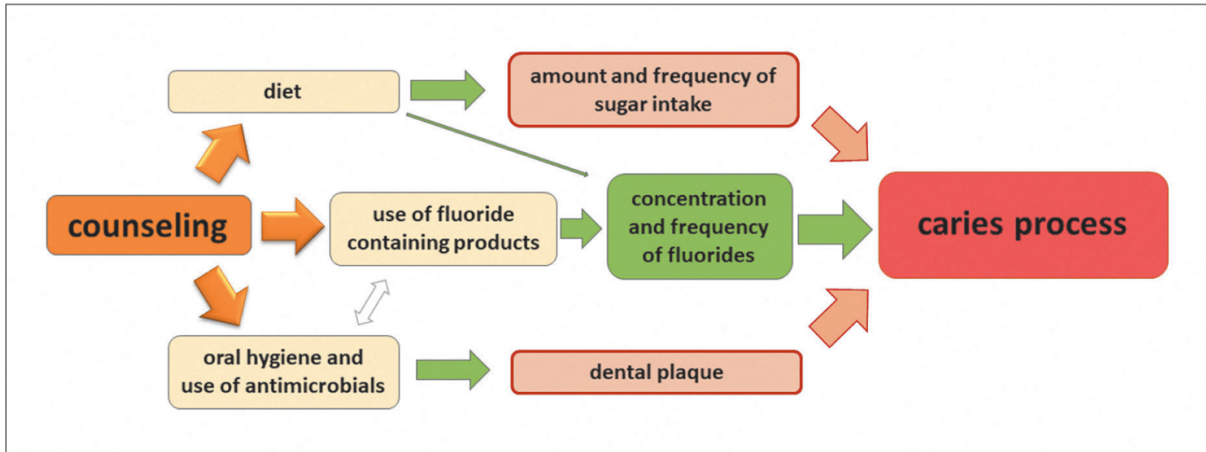 diet
amount and frequency of
sugar intake
counseling
use of fluoride
containing products
concentration
and frequency
of fluorides
caries process
oral hygiene and
use of antimicrobials
dental plaque